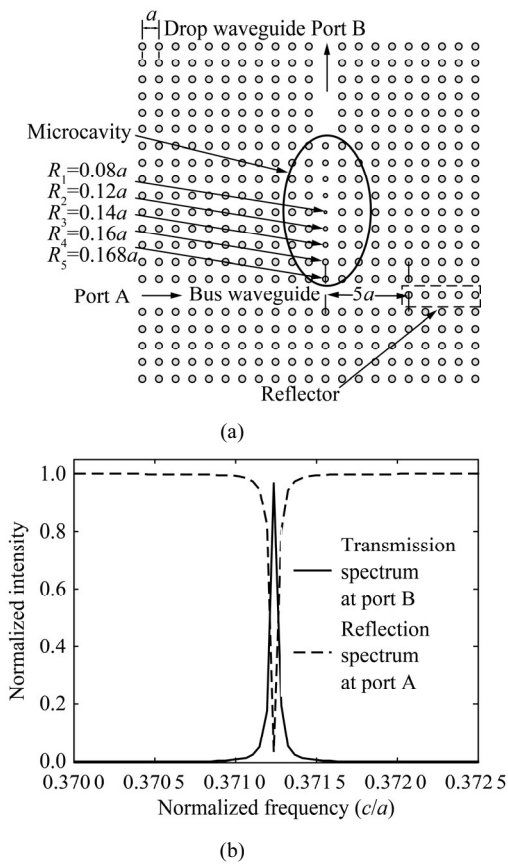 a
Drop waveguide Port B
Microcavity
R1=0.08a
R2=0.12a
R3=0.14a
R4=0.16a
R5=0.168a
Port A
Bus waveguide
5a
Reflector
(a)
1.0
0.8
0.6
0.4
0.2
0.0
Normalized intensity
Transmission
spectrum
at port B
Reflection
spectrum
at port A
0.370 0 0.370 5 0.371 0 0.371 5 0.372 0 0.372 5
Normalized frequency (c/a)
(b)